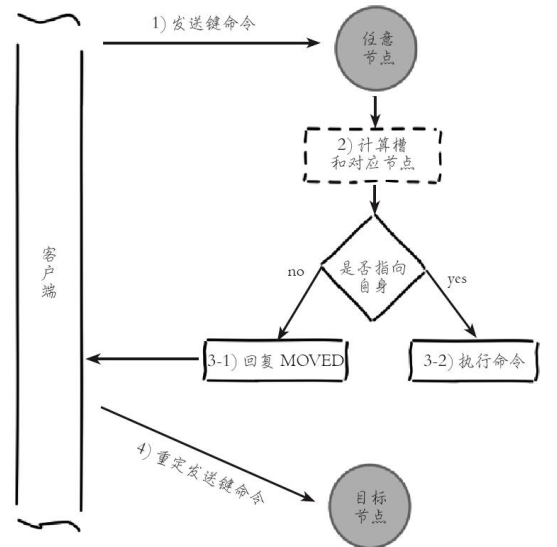 1) 发送键命令
任意
节点
2) 计算槽
和对应节点
客户端
是否指向
自身
no
yes
3-1) 回复 MOVED
3-2) 执行命令
4) 重定发送键命令
目标
节点